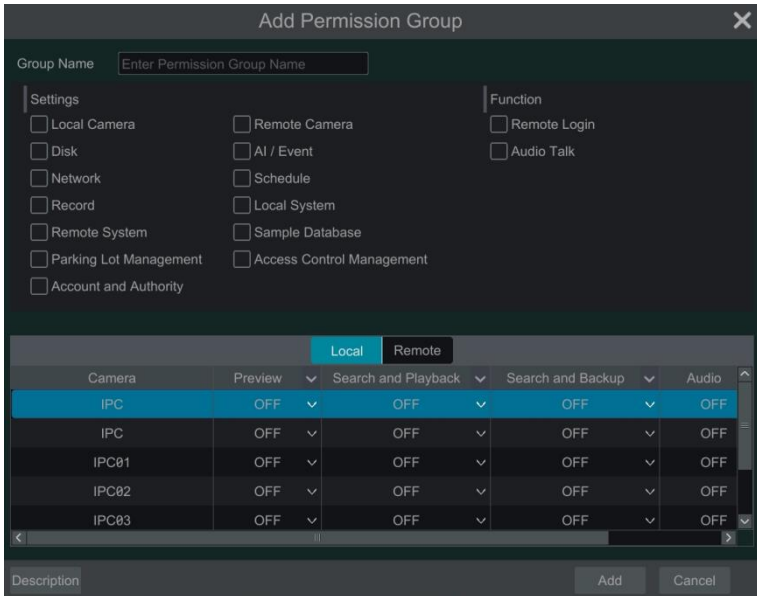 Add Permission Group
Group Name Enter Permission Group Name
Settings Function
Local Camera Remote Camera Remote Login
Disk AI / Event Audio Talk
Network Schedule
Record Local System
Remote System Sample Database
Parking Lot Management Access Control Management
Account and Authority
Local Remote
Camera Preview Search and Playback Search and Backup Audio
IPC OFF OFF OFF OFF
IPC OFF OFF OFF OFF
IPC01 OFF OFF OFF OFF
IPC02 OFF OFF OFF OFF
IPC03 OFF OFF OFF OFF
Description Add Cancel